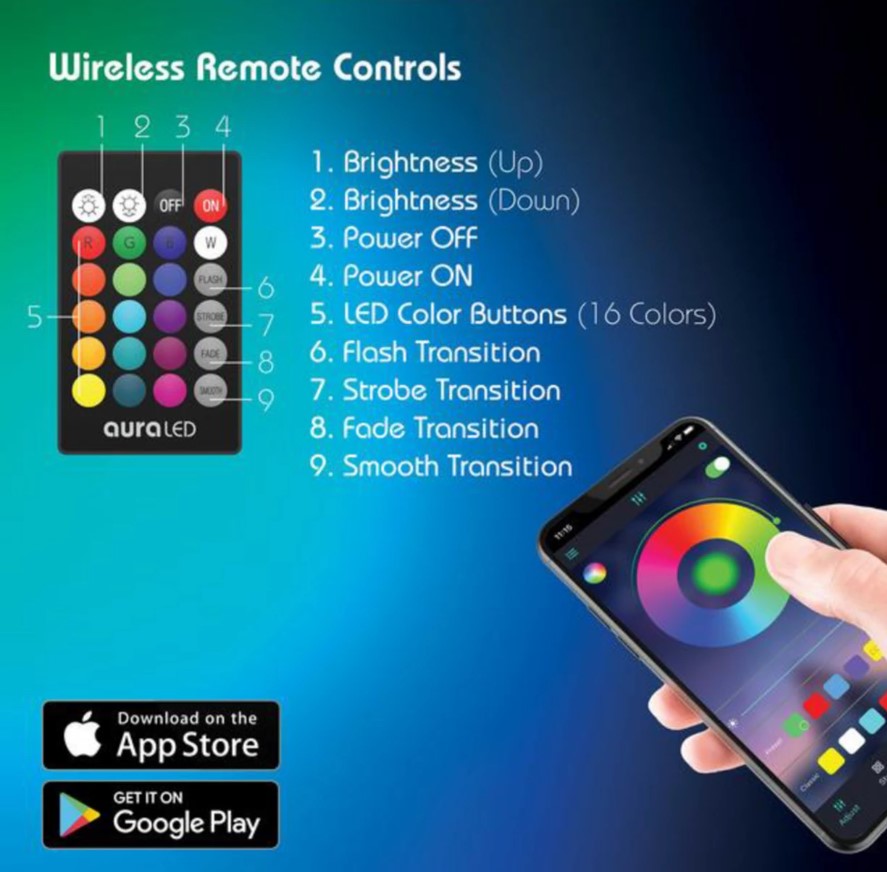 Wireless Remote Controls
1 2 3 4
OFF ON
R G B W
FLASH
6
5
STROBE
7
FADE
8
SMOOTH
9
auraLED
1. Brightness (Up)
2. Brightness (Down)
3. Power OFF
4. Power ON
5. LED Color Buttons (16 Colors)
6. Flash Transition
7. Strobe Transition
8. Fade Transition
9. Smooth Transition
11:15
Preset
Classic
Adjust
Download on the
App Store
GET IT ON
Google Play